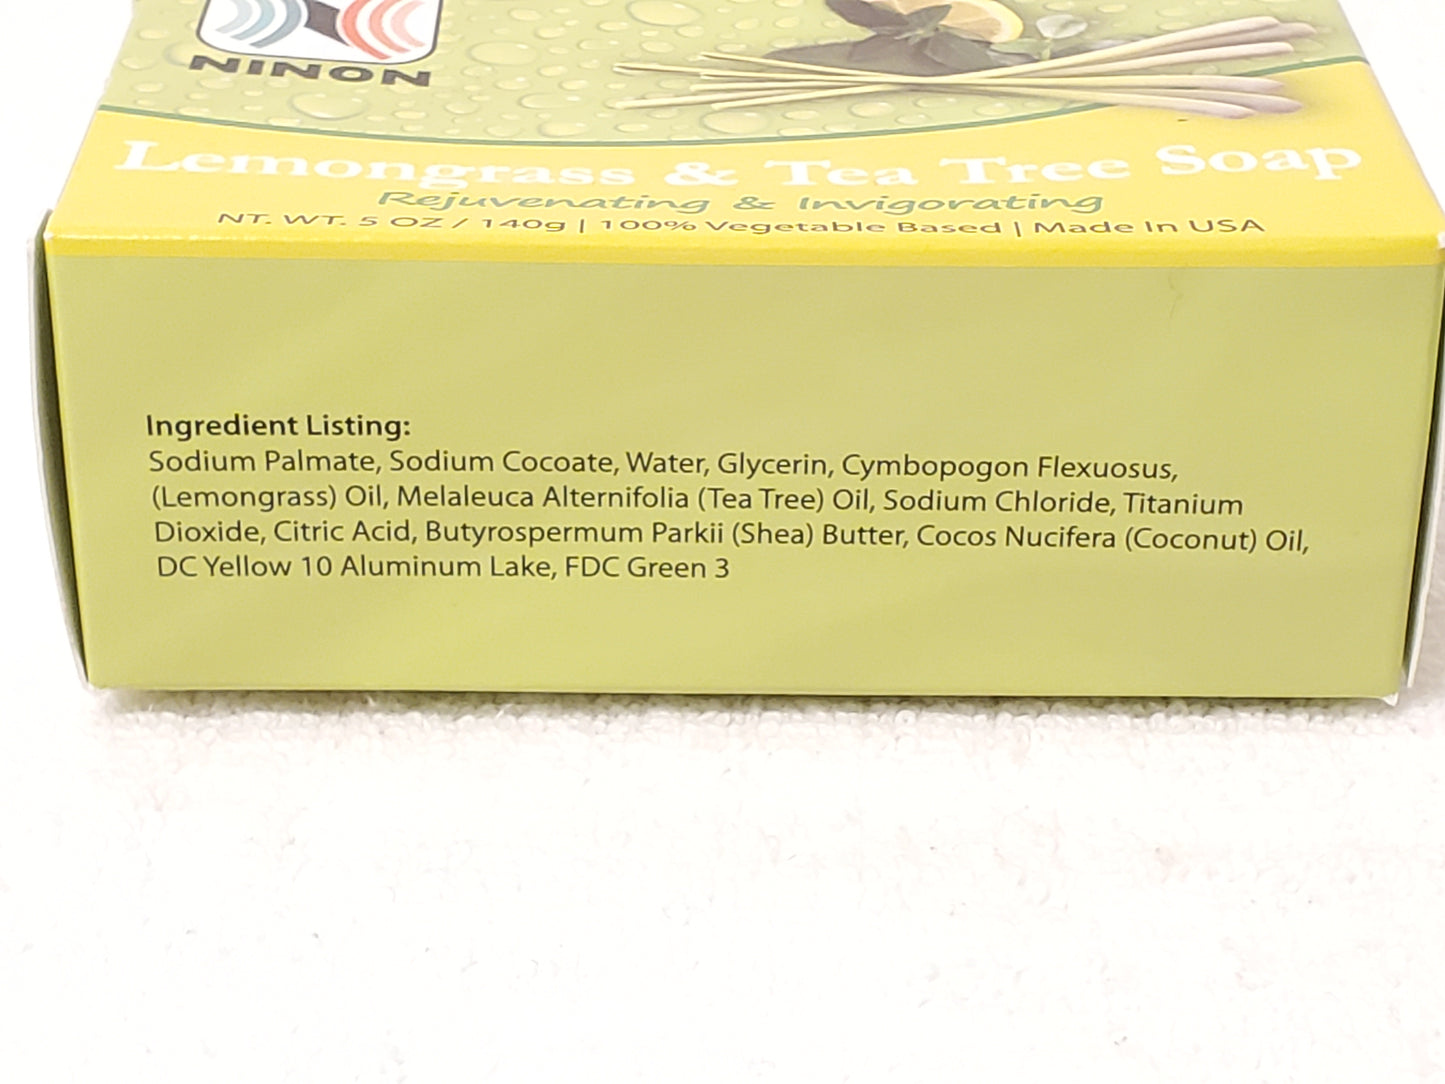 NINON
Lemongrass & Tea Tree Soap
Rejuvenating & Invigorating
NT. WT. 5 OZ / 140g | 100% Vegetable Based | Made In USA
Ingredient Listing:
Sodium Palmate, Sodium Cocoate, Water, Glycerin, Cymbopogon Flexuosus,
(Lemongrass) Oil, Melaleuca Alternifolia (Tea Tree) Oil, Sodium Chloride, Titanium
Dioxide, Citric Acid, Butyrospermum Parkii (Shea) Butter, Cocos Nucifera (Coconut) Oil,
DC Yellow 10 Aluminum Lake, FDC Green 3